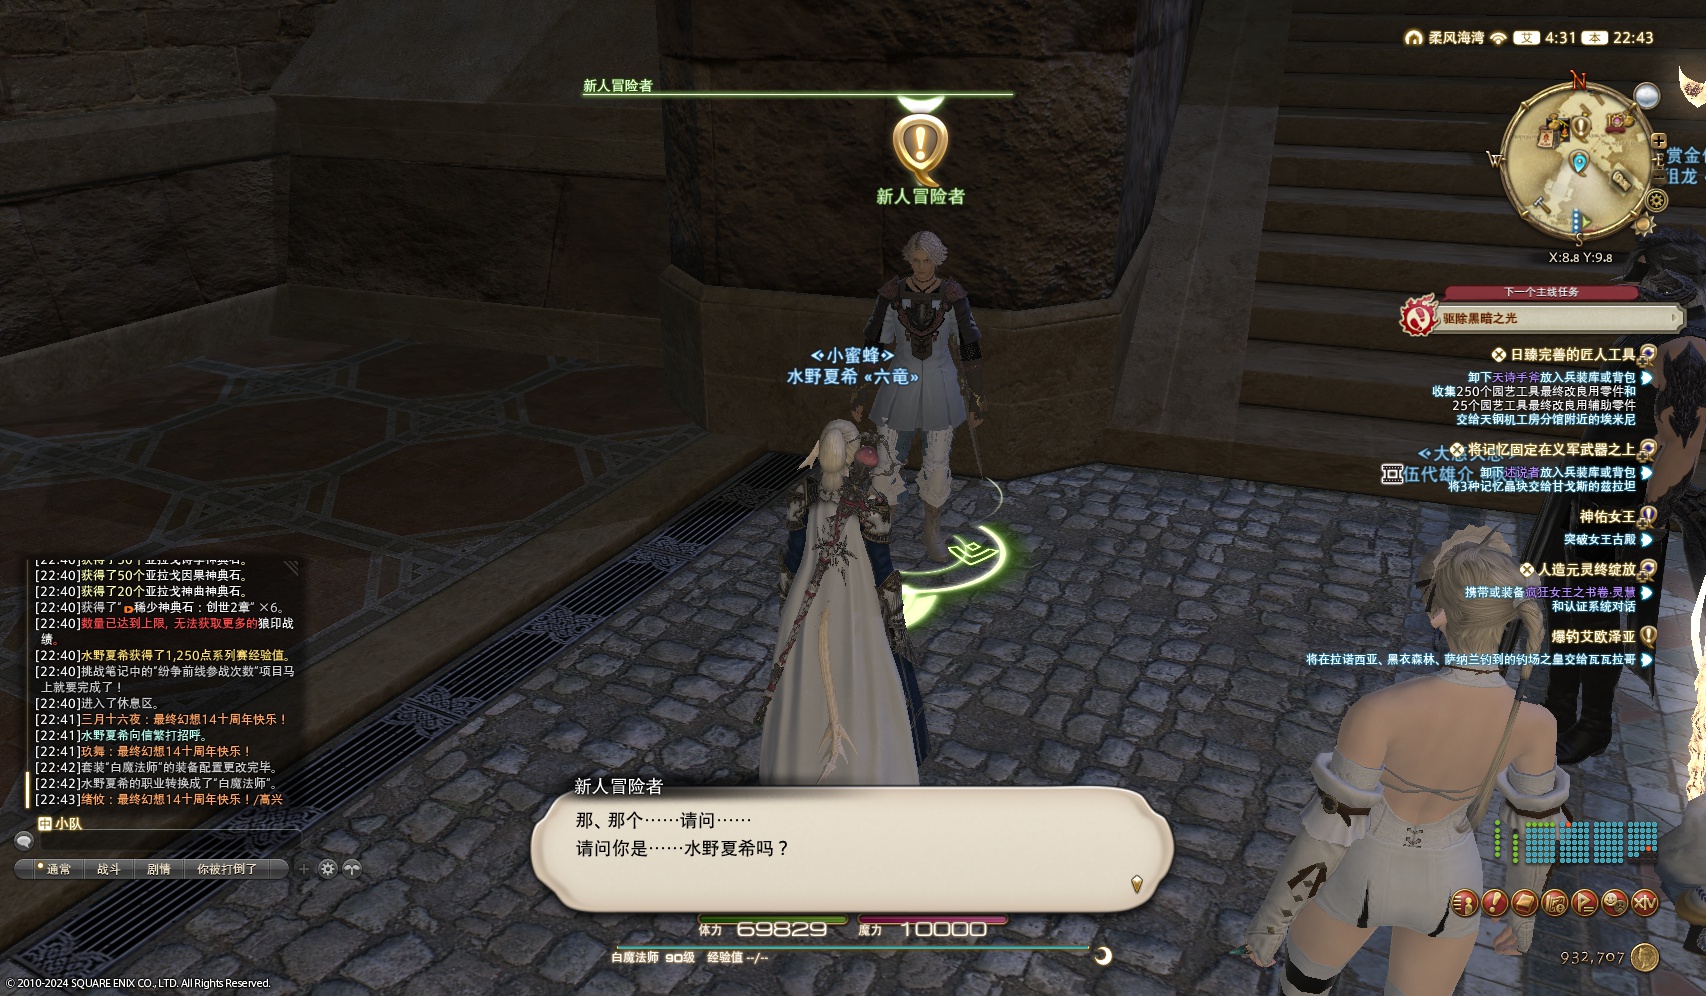 柔风海湾 艾 4:31 本 22:43
新人冒险者
新人冒险者
N
W
E
S
X:8.8 Y:9.8
赏金
下一个主线任务
驱除黑暗之光
日臻完善的匠人工具
卸下天诗手斧放入兵装库或背包
收集250个园艺工具最终改良用零件和
25个园艺工具最终改良用辅助零件
交给天钢机工房分馆附近的埃米尼
将记忆固定在义军武器之上
卸下述说者放入兵装库或背包
将3种记忆晶块交给甘戈斯的兹拉坦
伍代雄介
神佑女王
突破女王古殿
人造元灵终绽放
携带或装备疯狂女王之书卷·灵慧
和认证系统对话
爆钓艾欧泽亚
将在拉诺西亚、黑衣森林、萨纳兰钓到的钓场之皇交给瓦瓦拉哥
小蜜蜂
水野夏希 «六竜»
[22:40]获得了50个亚拉戈因果神典石。
[22:40]获得了20个亚拉戈神曲神典石。
[22:40]获得了“稀少神典石：创世2章” ×6。
[22:40]数量已达到上限, 无法获取更多的狼印战
绩。
[22:40]水野夏希获得了1,250点系列赛经验值。
[22:40]挑战笔记中的“纷争前线参战次数”项目马
上就要完成了！
[22:40]进入了休息区。
[22:41]三月十六夜：最终幻想14十周年快乐！
[22:41]水野夏希向信繁打招呼。
[22:41]玖舞：最终幻想14十周年快乐！
[22:42]套装“白魔法师”的装备配置更改完毕。
[22:42]水野夏希的职业转换成了“白魔法师”。
[22:43]绪攸：最终幻想14十周年快乐！/高兴
中 小队
通常 战斗 剧情 你被打倒了
新人冒险者
那、那个……请问……
请问你是……水野夏希吗？
体力 69829 魔力 10000
白魔法师 90级 经验值 --/--
XIV
932,707
© 2010-2024 SQUARE ENIX CO., LTD. All Rights Reserved.